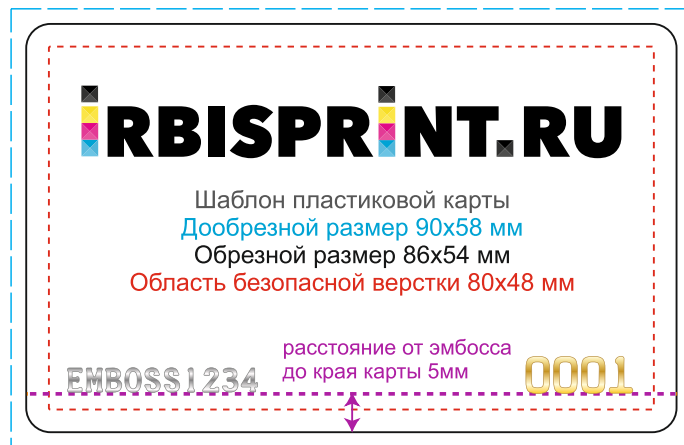 iRBISPRiNT.RU
Шаблон пластиковой карты
Дообрезной размер 90х58 мм
Обрезной размер 86х54 мм
Область безопасной верстки 80х48 мм
расстояние от эмбосса
до края карты 5мм
EMBOSS1234
0001